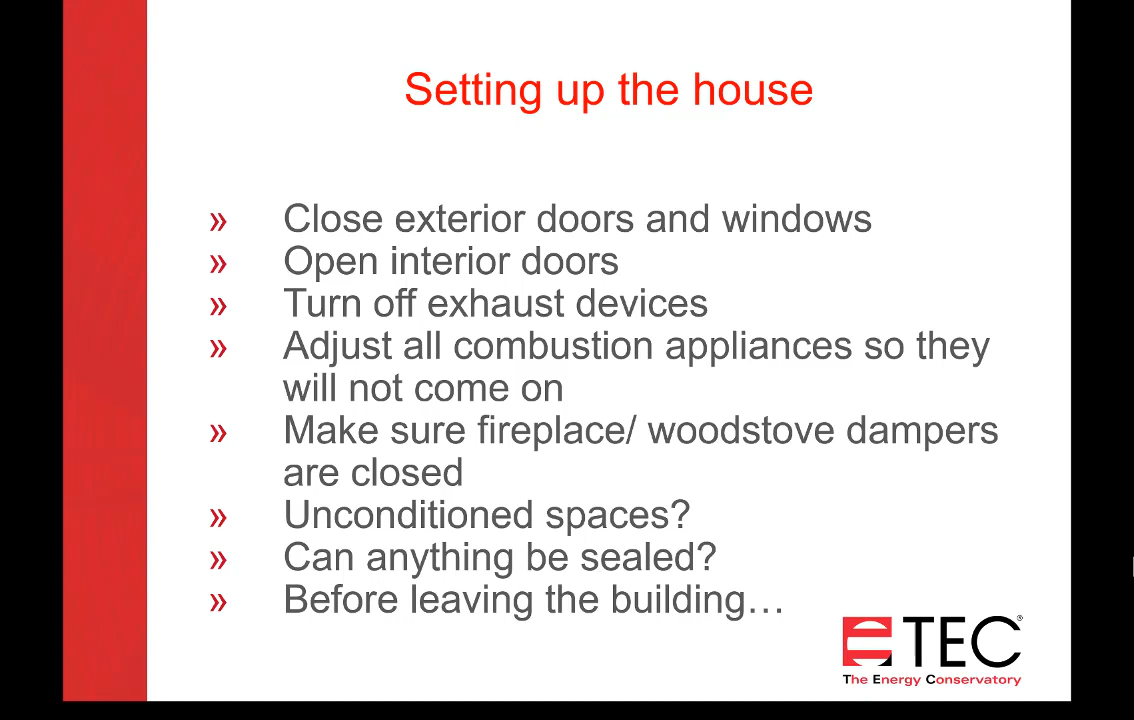 Setting up the house
» Close exterior doors and windows
» Open interior doors
» Turn off exhaust devices
» Adjust all combustion appliances so they
will not come on
» Make sure fireplace/ woodstove dampers
are closed
» Unconditioned spaces?
» Can anything be sealed?
» Before leaving the building…
TEC®
The Energy Conservatory